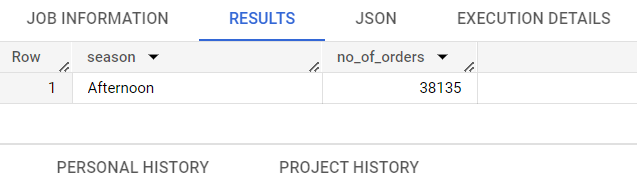 JOB INFORMATION RESULTS JSON EXECUTION DETAILS
Row season no_of_orders
1 Afternoon 38135
PERSONAL HISTORY PROJECT HISTORY